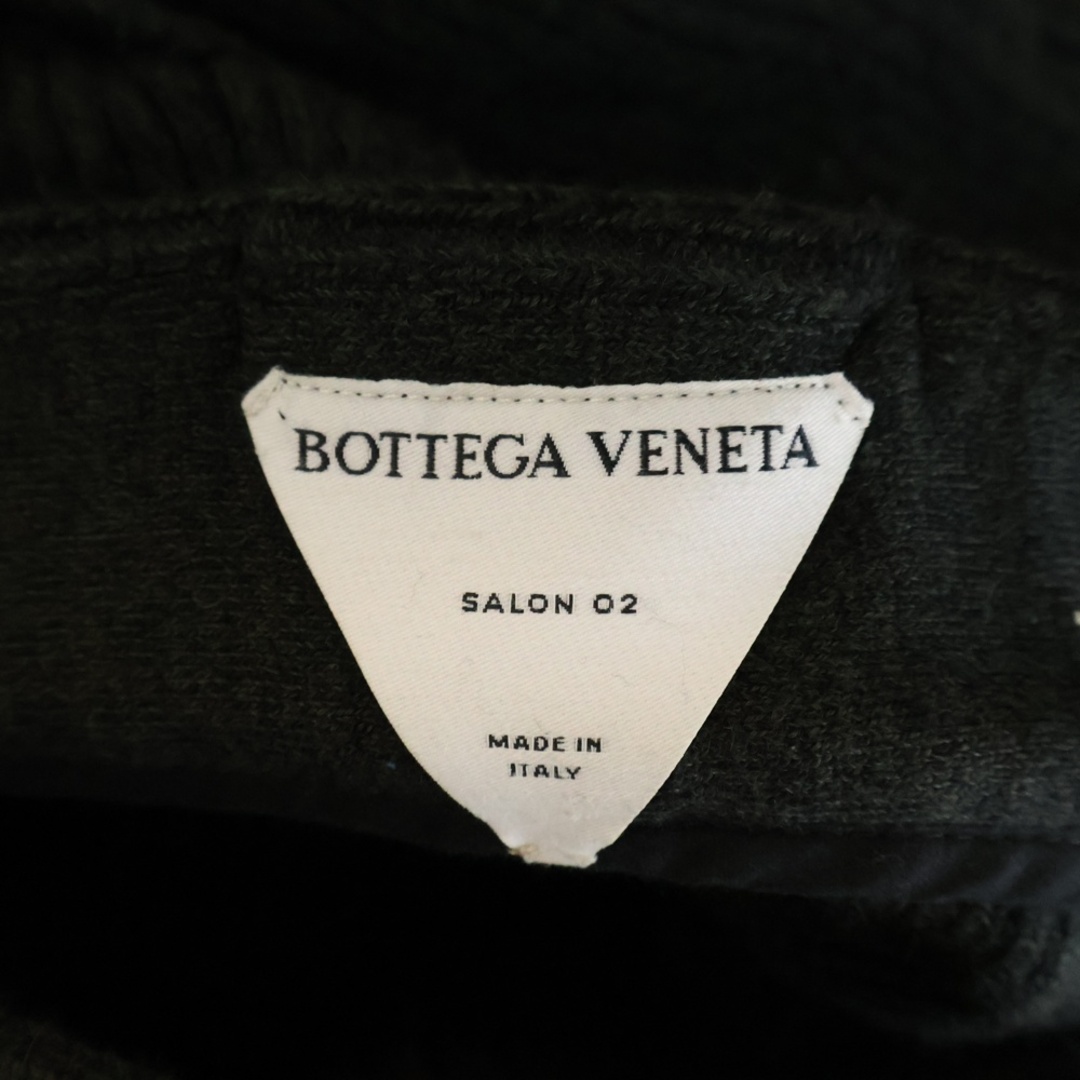 BOTTEGA VENETA
SALON 02
MADE IN
ITALY